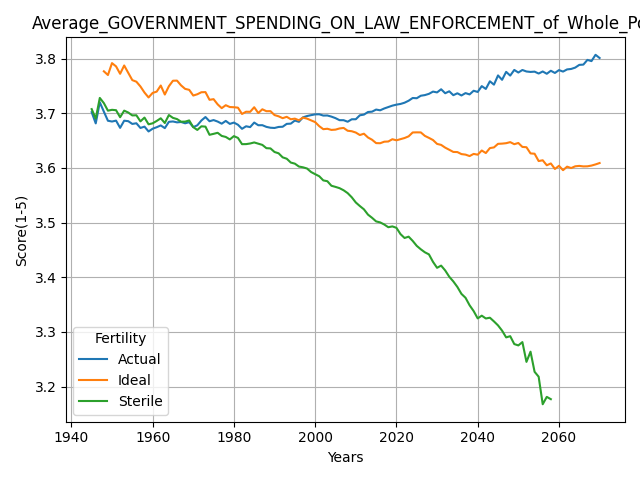 Average_GOVERNMENT_SPENDING_ON_LAW_ENFORCEMENT_of_Whole_Po
3.8
3.7
3.6
3.5
3.4
3.3
3.2
Score(1-5)
Fertility
Actual
Ideal
Sterile
1940 1960 1980 2000 2020 2040 2060
Years